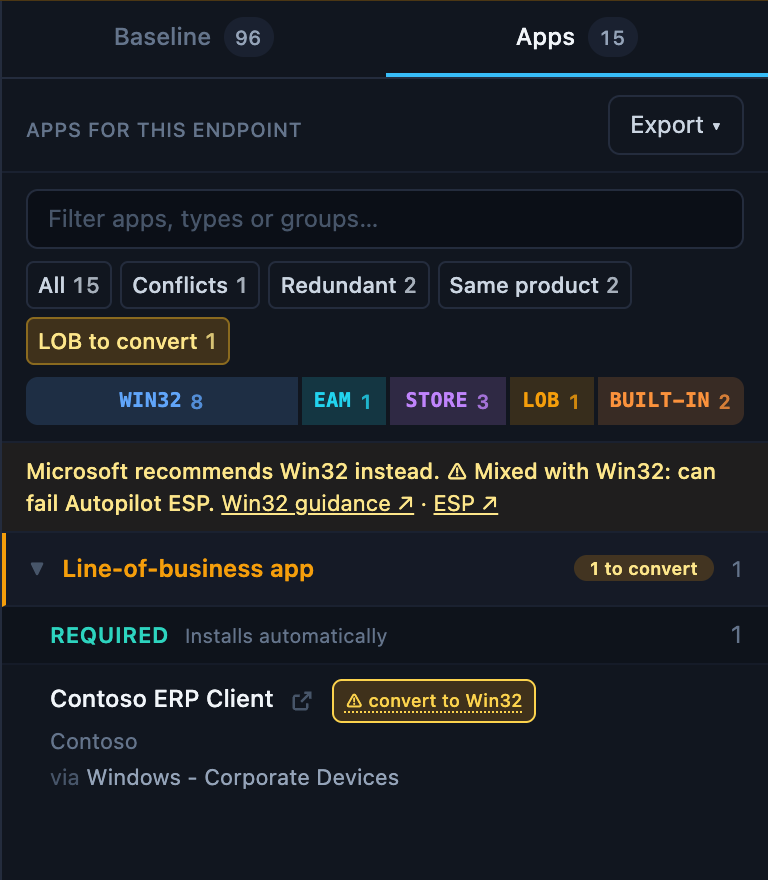 Baseline 96 Apps 15
APPS FOR THIS ENDPOINT Export ▾
Filter apps, types or groups...
All 15 Conflicts 1 Redundant 2 Same product 2
LOB to convert 1
WIN32 8 EAM 1 STORE 3 LOB 1 BUILT-IN 2
Microsoft recommends Win32 instead. ⚠ Mixed with Win32: can
fail Autopilot ESP. Win32 guidance ↗ · ESP ↗
▼ Line-of-business app 1 to convert 1
REQUIRED Installs automatically 1
Contoso ERP Client ⚠ convert to Win32
Contoso
via Windows - Corporate Devices